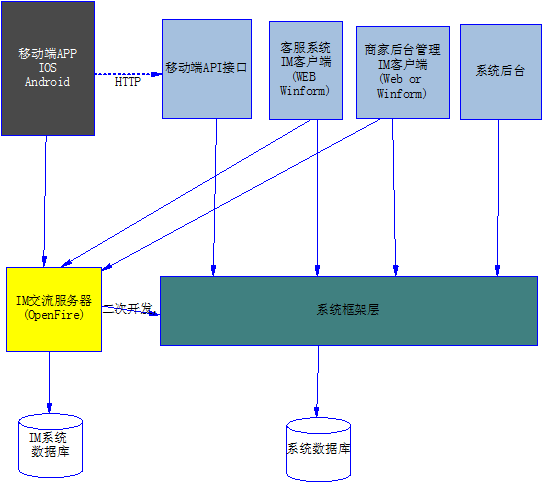 移动端APP
IOS
Android
HTTP
移动端API接口
客服系统
IM客户端
(WEB
Winform)
商家后台管理
IM客户端
(Web or
Winform)
系统后台
IM交流服务器
(OpenFire)
二次开发
系统框架层
IM系统
数据库
系统数据库